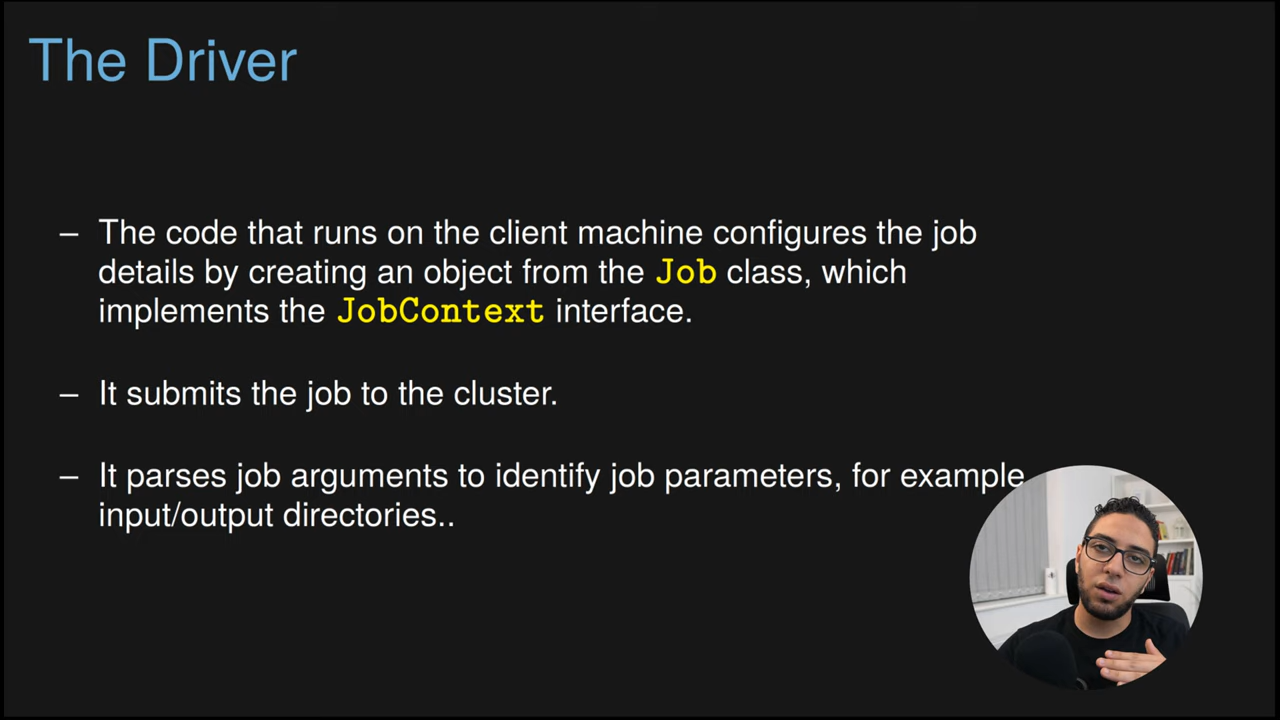 The Driver
– The code that runs on the client machine configures the job
details by creating an object from the Job class, which
implements the JobContext interface.
– It submits the job to the cluster.
– It parses job arguments to identify job parameters, for example
input/output directories..